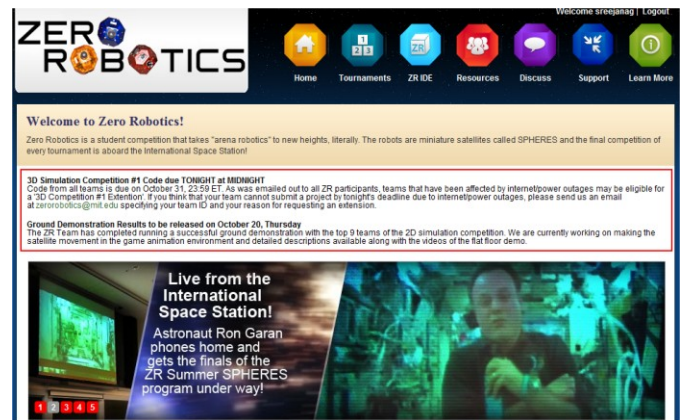 Welcome sreejanag | Logout
ZERO
ROBOTICS
Home Tournaments ZR IDE Resources Discuss Support Learn More
Welcome to Zero Robotics!
Zero Robotics is a student competition that takes "arena robotics" to new heights, literally. The robots are miniature satellites called SPHERES and the final competition of
every tournament is aboard the International Space Station!
3D Simulation Competition #1 Code due TONIGHT at MIDNIGHT
Code from all teams is due on October 31, 23:59 ET. As was emailed out to all ZR participants, teams that have been affected by internet/power outages may be eligible for
a '3D Competition #1 Extention'. If you think that your team cannot submit a project by tonight's deadline due to internet/power outages, please send us an email
at zerorobotics@mit.edu specifying your team ID and your reason for requesting an extension.
Ground Demonstration Results to be released on October 20, Thursday
The ZR Team has completed running a successful ground demonstration with the top 9 teams of the 2D simulation competition. We are currently working on making the
satellite movement in the game animation environment and detailed descriptions available along with the videos of the flat floor demo.
Live from the
International
Space Station!
Astronaut Ron Garan
phones home and
gets the finals of the
ZR Summer SPHERES
program under way!
1 2 3 4 5